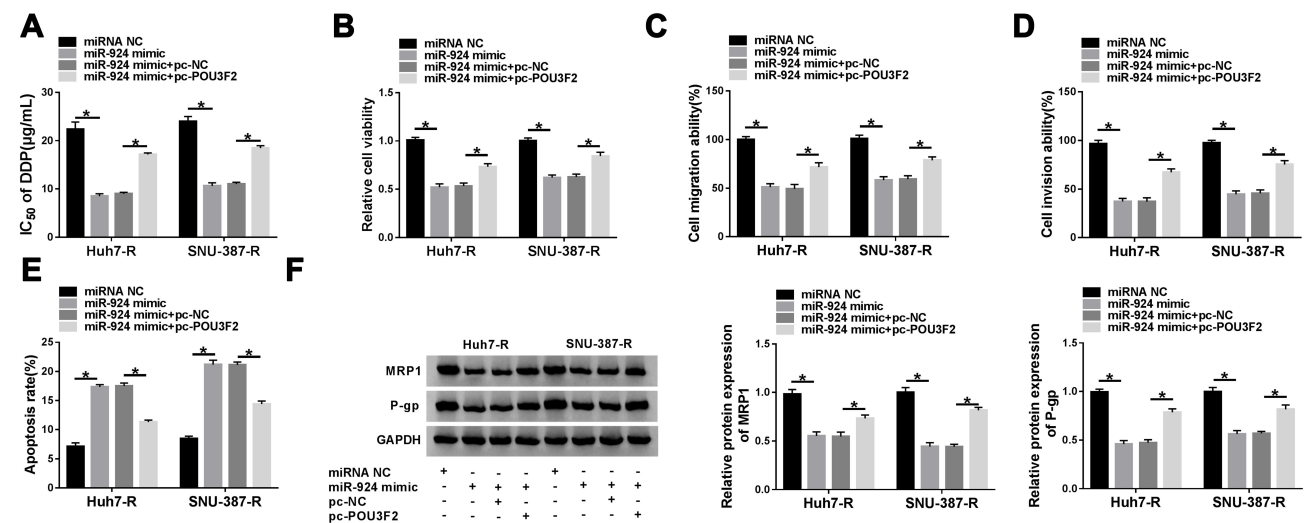 A
miRNA NC
miR-924 mimic
miR-924 mimic+pc-NC
miR-924 mimic+pc-POU3F2
IC50 of DDP(μg/mL)
30
20
10
0
*
*
*
*
Huh7-R
SNU-387-R
B
miRNA NC
miR-924 mimic
miR-924 mimic+pc-NC
miR-924 mimic+pc-POU3F2
Relative cell viability
1.5
1.0
0.5
0.0
*
*
*
*
Huh7-R
SNU-387-R
C
miRNA NC
miR-924 mimic
miR-924 mimic+pc-NC
miR-924 mimic+pc-POU3F2
Cell migration ability(%)
150
100
50
0
*
*
*
*
Huh7-R
SNU-387-R
D
miRNA NC
miR-924 mimic
miR-924 mimic+pc-NC
miR-924 mimic+pc-POU3F2
Cell invision ability(%)
150
100
50
0
*
*
*
*
Huh7-R
SNU-387-R
E
miRNA NC
miR-924 mimic
miR-924 mimic+pc-NC
miR-924 mimic+pc-POU3F2
Apoptosis rate(%)
25
20
15
10
5
0
*
*
*
*
Huh7-R
SNU-387-R
F
Huh7-R SNU-387-R
MRP1
P-gp
GAPDH
miRNA NC + - - - + - - -
miR-924 mimic - + + + - + + +
pc-NC - - + - - - + -
pc-POU3F2 - - - + - - - +
miRNA NC
miR-924 mimic
miR-924 mimic+pc-NC
miR-924 mimic+pc-POU3F2
Relative protein expression
of MRP1
1.5
1.0
0.5
0.0
*
*
*
*
Huh7-R
SNU-387-R
miRNA NC
miR-924 mimic
miR-924 mimic+pc-NC
miR-924 mimic+pc-POU3F2
Relative protein expression
of P-gp
1.5
1.0
0.5
0.0
*
*
*
*
Huh7-R
SNU-387-R